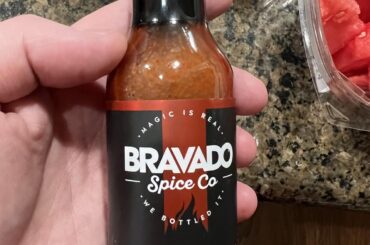 · MAGIC IS REAL ·
BRAVADO
Spice Co
· WE BOTTLED IT ·